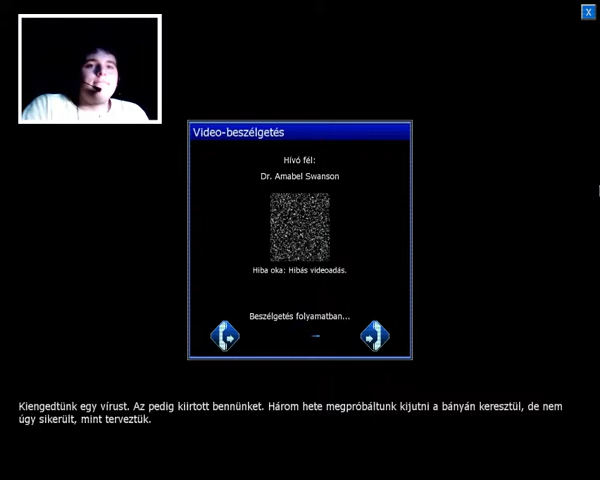 X
Video-beszélgetés
Hívó fél:
Dr. Amabel Swanson
Hiba oka: Hibás videoadás.
Beszélgetés folyamatban...
Kiengedtünk egy vírust. Az pedig kiirtott bennünket. Három hete megpróbáltunk kijutni a bányán keresztül, de nem
úgy sikerült, mint terveztük.